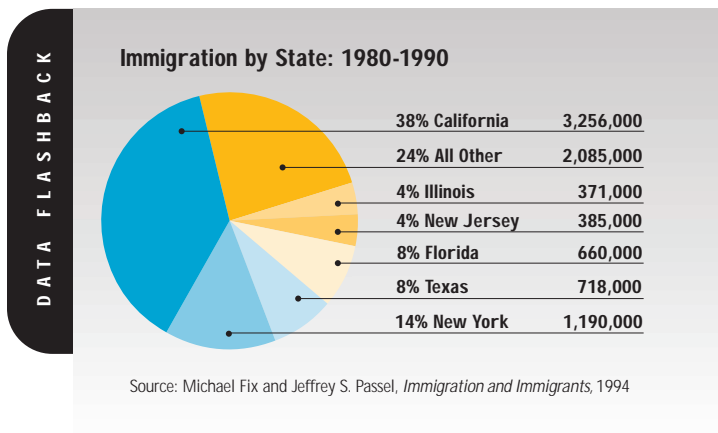 DATA FLASHBACK
Immigration by State: 1980-1990
38% California 3,256,000
24% All Other 2,085,000
4% Illinois 371,000
4% New Jersey 385,000
8% Florida 660,000
8% Texas 718,000
14% New York 1,190,000
Source: Michael Fix and Jeffrey S. Passel, Immigration and Immigrants, 1994